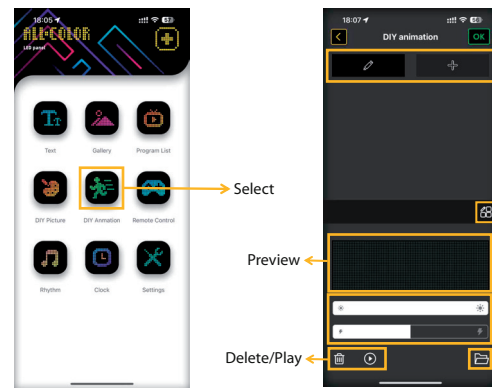 18:05
ALL·COLOR
LED panel
Text
Gallery
Program List
DIY Picture
DIY Anmation
Remote Control
Rhythm
Clock
Settings
Select
Preview
Delete/Play
18:07
DIY animation
OK